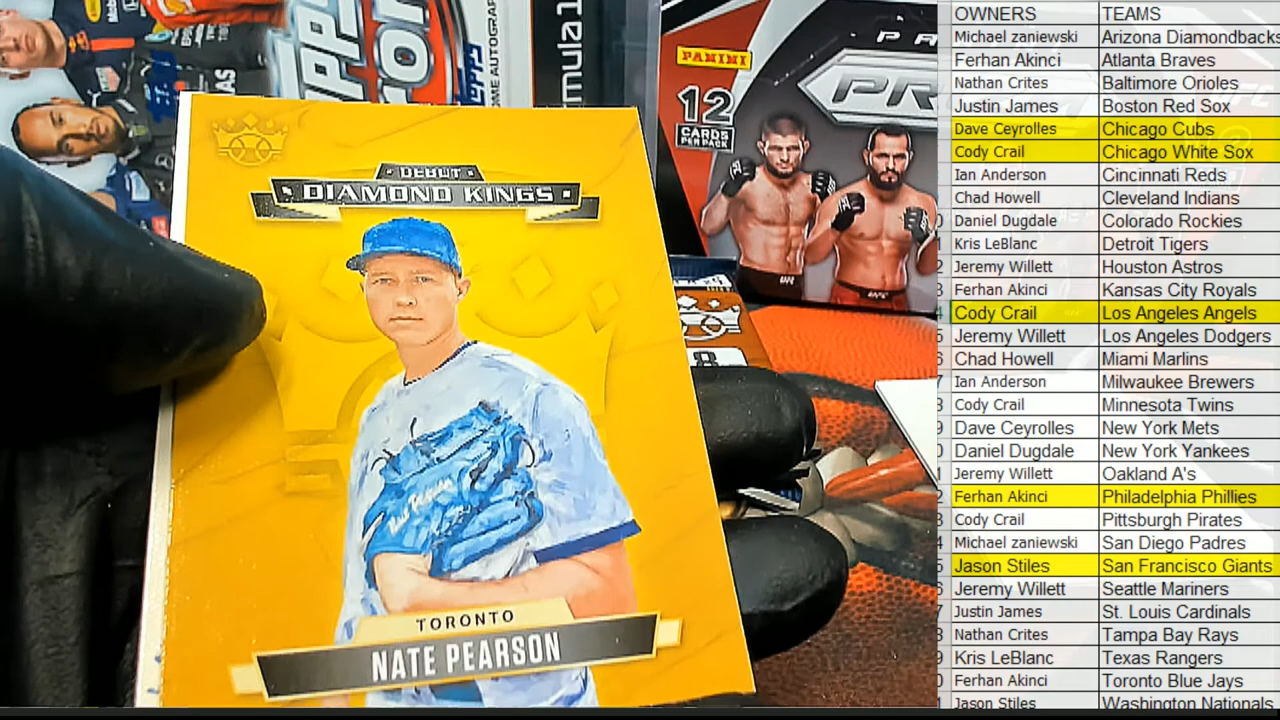 PANINI
12
CARDS
PER PACK
DEBUT
DIAMOND KINGS
TORONTO
NATE PEARSON
8
OWNERS TEAMS
Michael zaniewski Arizona Diamondbacks
Ferhan Akinci Atlanta Braves
Nathan Crites Baltimore Orioles
Justin James Boston Red Sox
Dave Ceyrolles Chicago Cubs
Cody Crail Chicago White Sox
Ian Anderson Cincinnati Reds
Chad Howell Cleveland Indians
Daniel Dugdale Colorado Rockies
Kris LeBlanc Detroit Tigers
Jeremy Willett Houston Astros
Ferhan Akinci Kansas City Royals
Cody Crail Los Angeles Angels
Jeremy Willett Los Angeles Dodgers
Chad Howell Miami Marlins
Ian Anderson Milwaukee Brewers
Cody Crail Minnesota Twins
Dave Ceyrolles New York Mets
Daniel Dugdale New York Yankees
Jeremy Willett Oakland A's
Ferhan Akinci Philadelphia Phillies
Cody Crail Pittsburgh Pirates
Michael zaniewski San Diego Padres
Jason Stiles San Francisco Giants
Jeremy Willett Seattle Mariners
Justin James St. Louis Cardinals
Nathan Crites Tampa Bay Rays
Kris LeBlanc Texas Rangers
Ferhan Akinci Toronto Blue Jays
Jason Stiles Washington Nationals